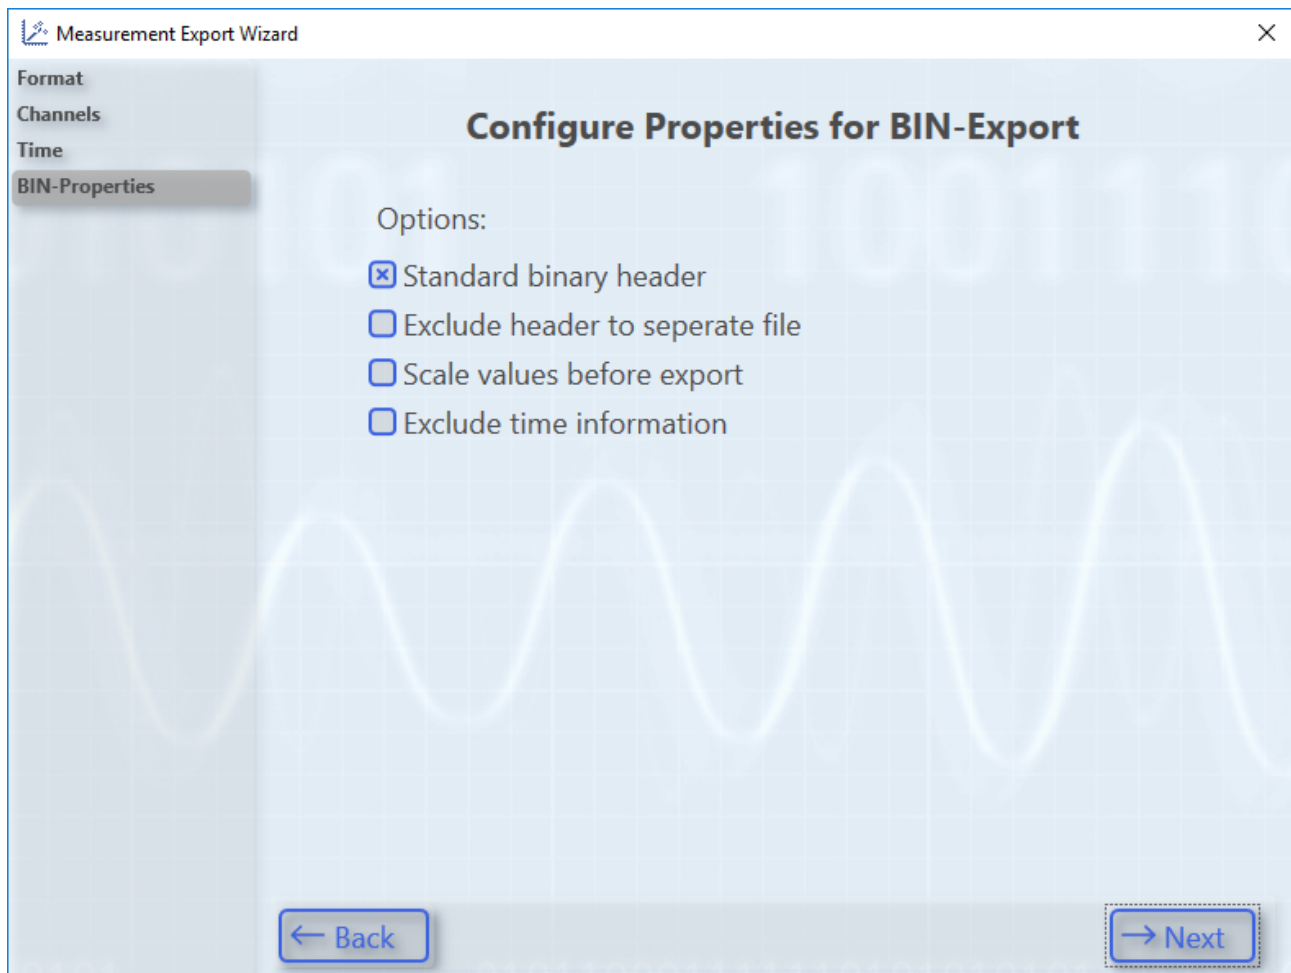 Measurement Export Wizard
Format
Channels
Time
BIN-Properties
Configure Properties for BIN-Export
Options:
Standard binary header
Exclude header to seperate file
Scale values before export
Exclude time information
Back
Next